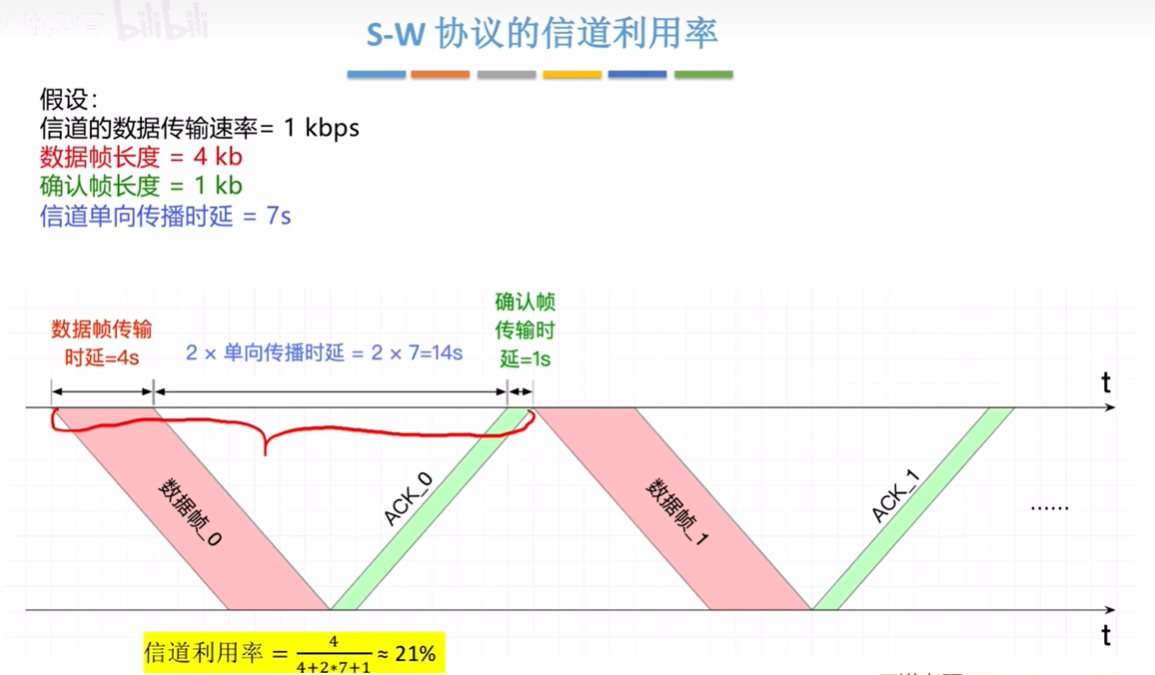 bilibili
S-W 协议的信道利用率
假设：
信道的数据传输速率= 1 kbps
数据帧长度 = 4 kb
确认帧长度 = 1 kb
信道单向传播时延 = 7s
数据帧传输
时延=4s
2 × 单向传播时延 = 2 × 7=14s
确认帧
传输时
延=1s
t
数据帧_0
ACK_0
数据帧_1
ACK_1
……
t
信道利用率 = 4/(4+2*7+1) ≈ 21%